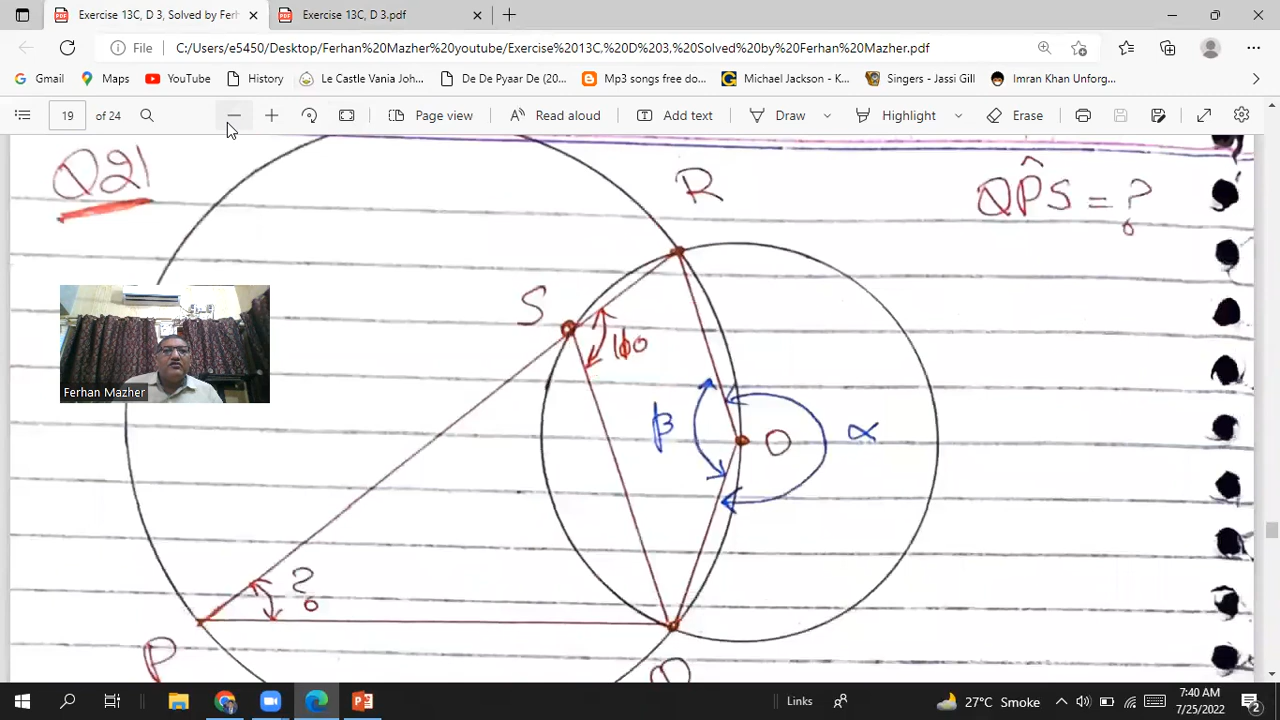 Exercise 13C, D 3, Solved by Fer
Exercise 13C, D 3.pdf
File
C:/Users/e5450/Desktop/Ferhan%20Mazher%20youtube/Exercise%2013C,%20D%203,%20Solved%20by%20Ferhan%20Mazher.pdf
Gmail
Maps
YouTube
History
Le Castle Vania Joh...
De De Pyaar De (20...
Mp3 songs free do...
Michael Jackson - K...
Singers - Jassi Gill
Imran Khan Unforg...
19 of 24
Page view
Read aloud
Add text
Draw
Highlight
Erase
Q21
R
QP̂S = ?
S
β
O
α
Ferhan Mazher
?
P
Links
27°C Smoke
7:40 AM
7/25/2022
2